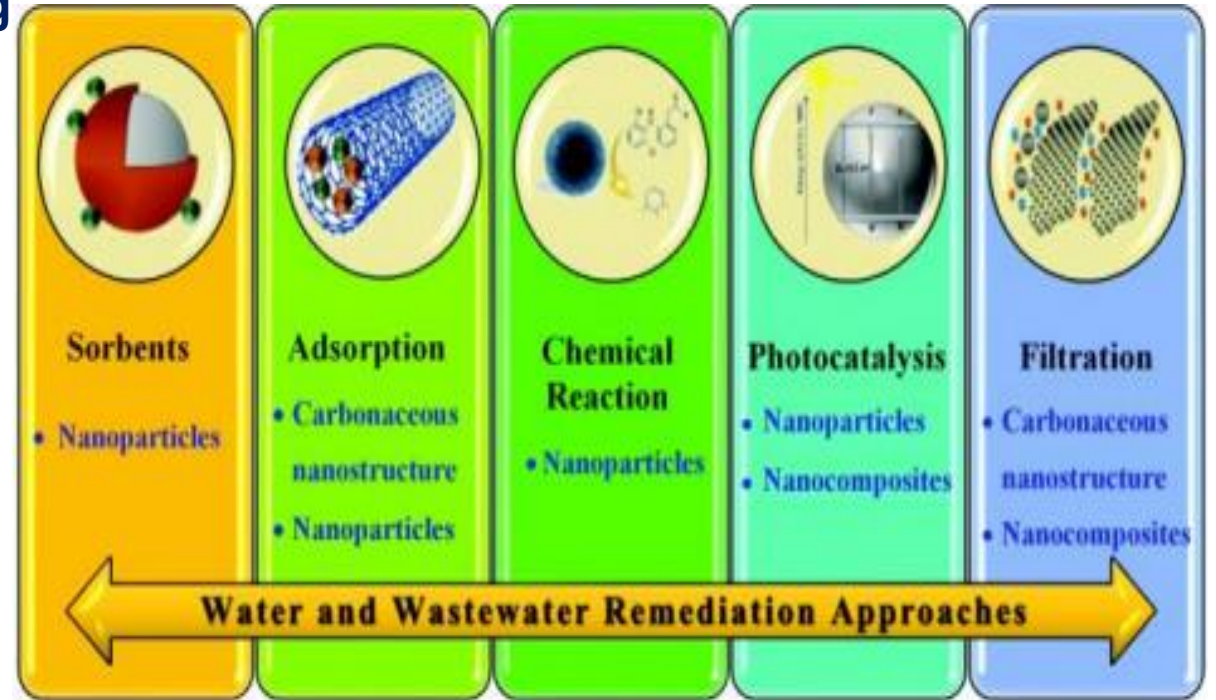 g
Sorbents
• Nanoparticles
Adsorption
• Carbonaceous
nanostructure
• Nanoparticles
Chemical
Reaction
• Nanoparticles
Photocatalysis
• Nanoparticles
• Nanocomposites
Filtration
• Carbonaceous
nanostructure
• Nanocomposites
Water and Wastewater Remediation Approaches